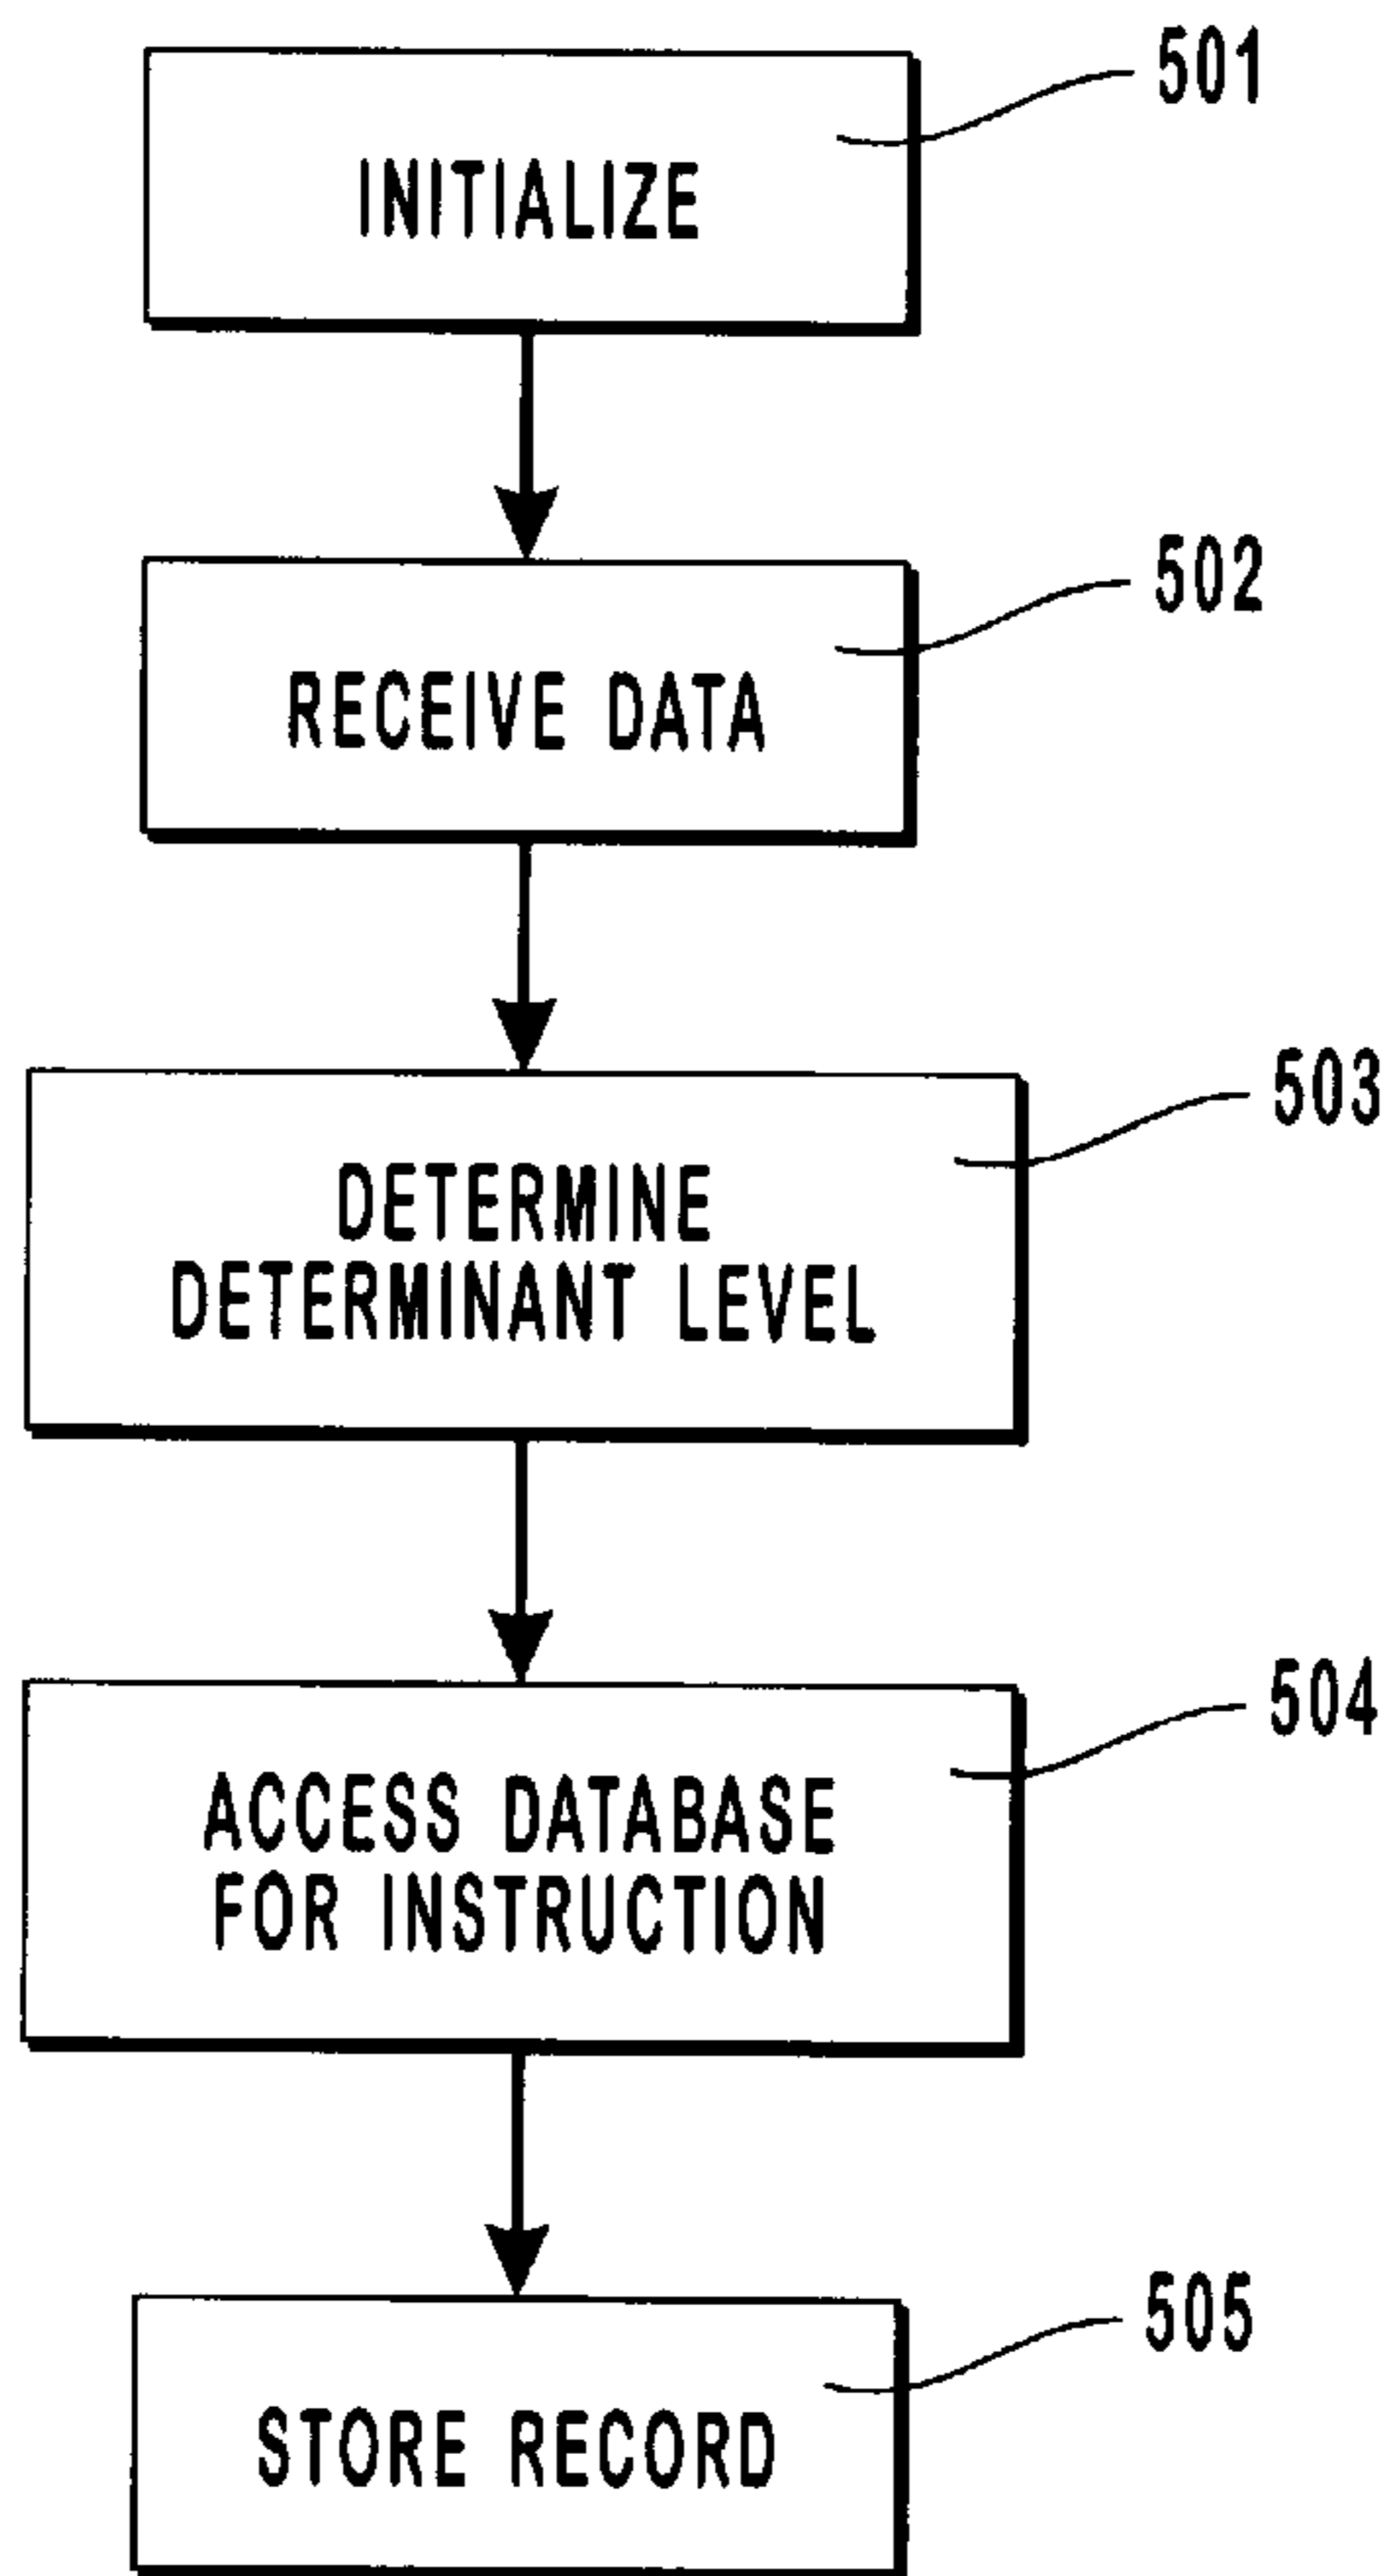 501
INITIALIZE
502
RECEIVE DATA
503
DETERMINE
DETERMINANT LEVEL
504
ACCESS DATABASE
FOR INSTRUCTION
505
STORE RECORD